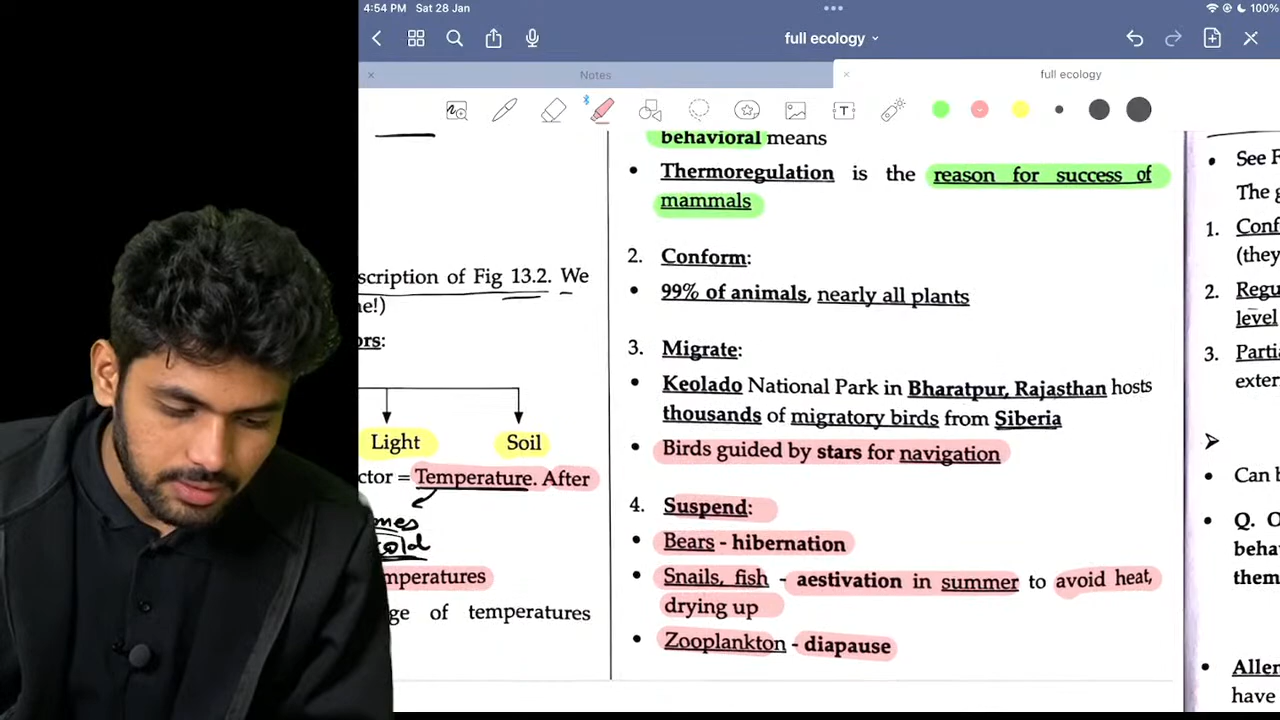 4:54 PM Sat 28 Jan
100%
full ecology
Notes
full ecology
scription of Fig 13.2. We
ne!)
ors:
Light
Soil
ctor = Temperature. After
mes
cold
mperatures
ge of temperatures
behavioral means
• Thermoregulation is the reason for success of
mammals
2. Conform:
• 99% of animals, nearly all plants
3. Migrate:
• Keolado National Park in Bharatpur, Rajasthan hosts
thousands of migratory birds from Siberia
• Birds guided by stars for navigation
4. Suspend:
• Bears - hibernation
• Snails, fish - aestivation in summer to avoid heat,
drying up
• Zooplankton - diapause
• See F
The g
1. Conf
(they
2. Regu
level
3. Partia
exter
• Can b
• Q. O
beha
them
• Allen
have